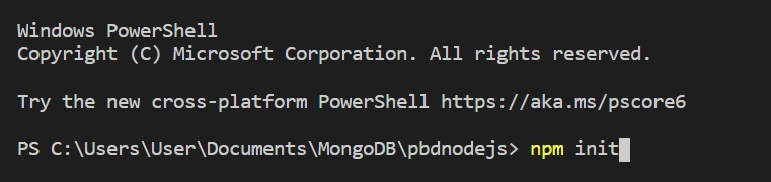 Windows PowerShell
Copyright (C) Microsoft Corporation. All rights reserved.
Try the new cross-platform PowerShell https://aka.ms/pscore6
PS C:\Users\User\Documents\MongoDB\pbdnodejs> npm init